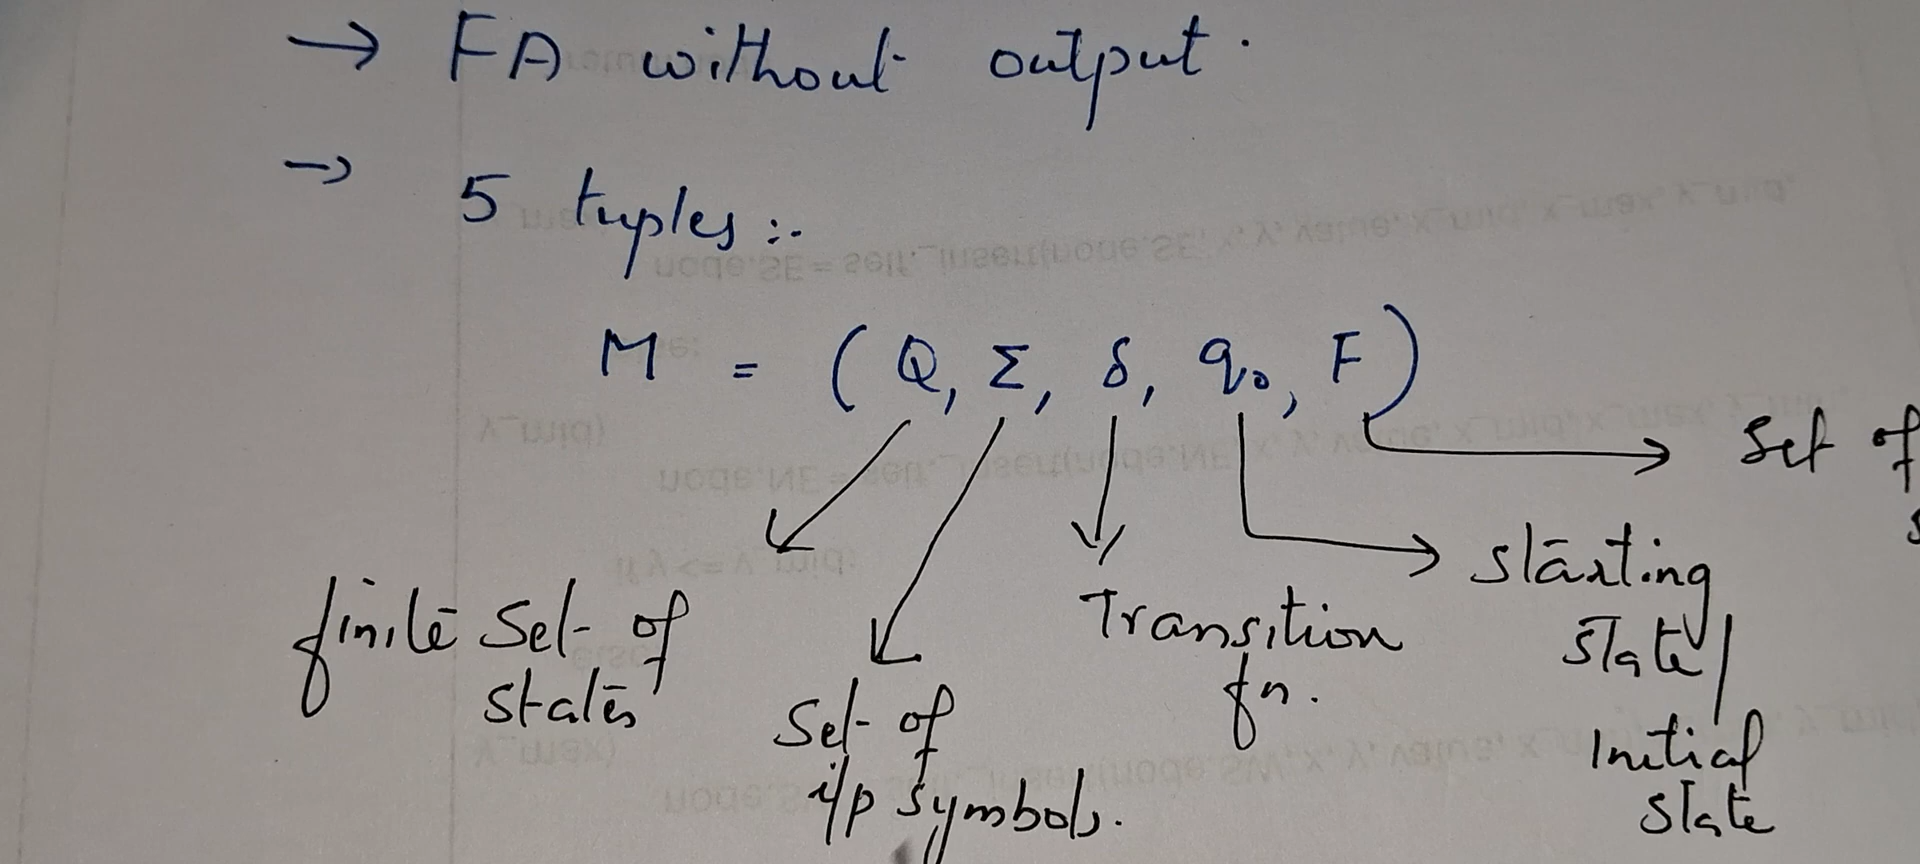 → FA without output.
→ 5 tuples :-
M = (Q, Σ, δ, q₀, F)
Set of
finite Set of
states
Set of
i/p symbols.
Transition
fn.
starting
state/
Initial
state